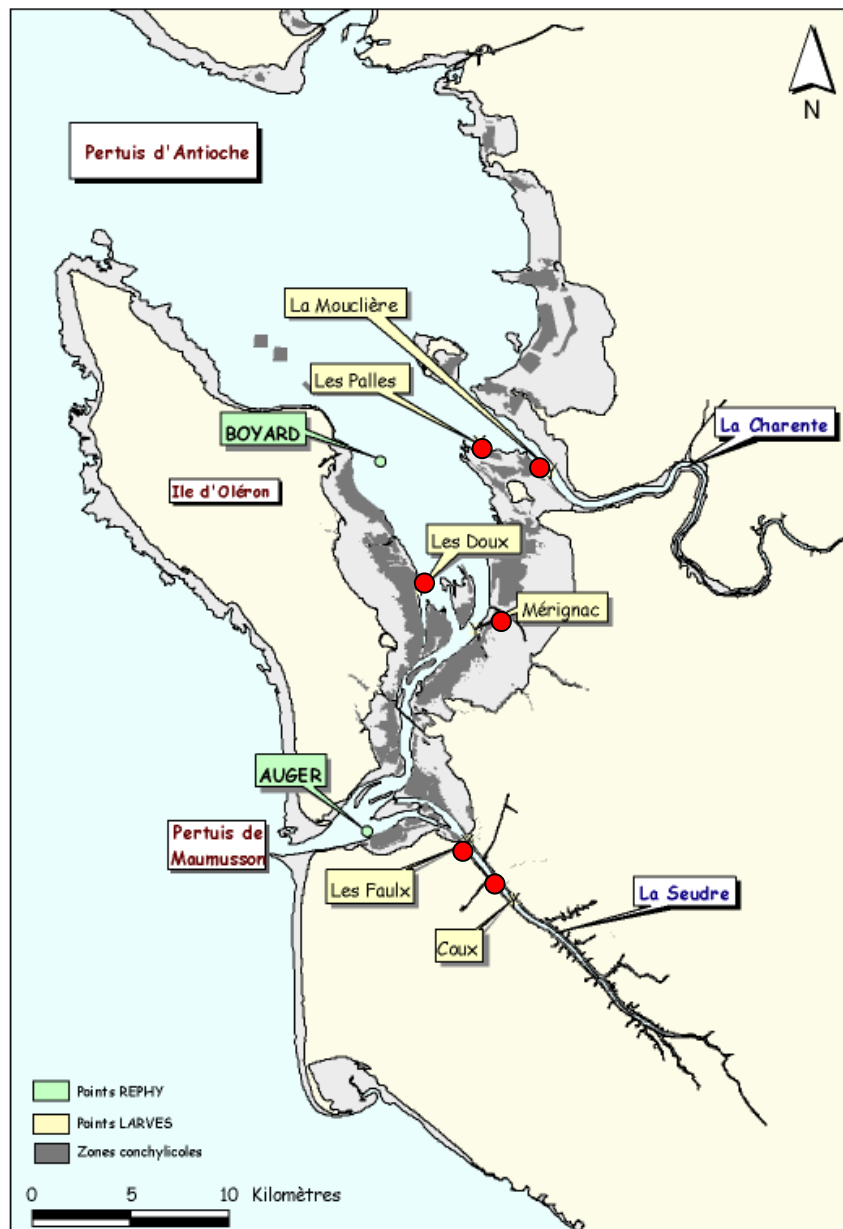 N
Pertuis d'Antioche
La Mouclière
Les Palles
La Charente
BOYARD
Ile d'Oléron
Les Doux
Mérignac
AUGER
Pertuis de
Maumusson
Les Faulx
La Seudre
Coux
Points REPHY
Points LARVES
Zones conchylicoles
0 5 10 Kilomètres